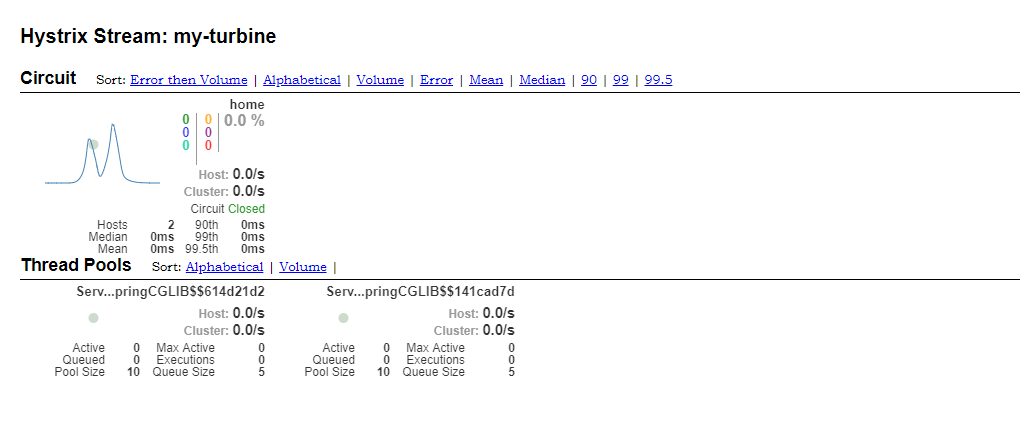 Hystrix Stream: my-turbine
Circuit Sort: Error then Volume | Alphabetical | Volume | Error | Mean | Median | 90 | 99 | 99.5
home
0 0 0.0 %
0 0
0 0
Host: 0.0/s
Cluster: 0.0/s
Circuit Closed
Hosts 2 90th 0ms
Median 0ms 99th 0ms
Mean 0ms 99.5th 0ms
Thread Pools Sort: Alphabetical | Volume |
Serv...pringCGLIB$$614d21d2 Serv...pringCGLIB$$141cad7d
Host: 0.0/s Host: 0.0/s
Cluster: 0.0/s Cluster: 0.0/s
Active 0 Max Active 0 Active 0 Max Active 0
Queued 0 Executions 0 Queued 0 Executions 0
Pool Size 10 Queue Size 5 Pool Size 10 Queue Size 5